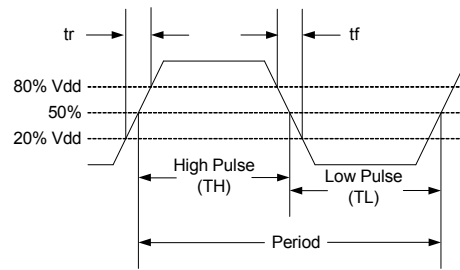 tr
tf
80% Vdd
50%
20% Vdd
High Pulse
(TH)
Low Pulse
(TL)
Period